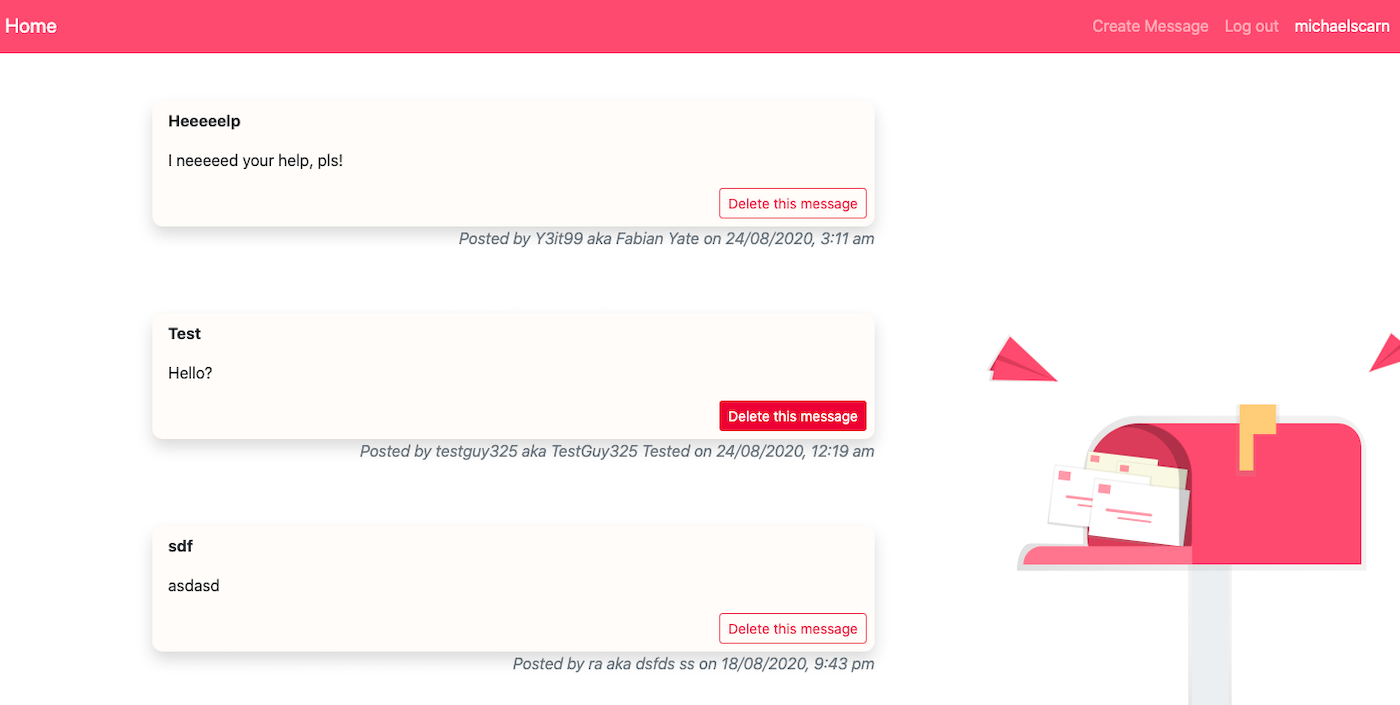 Home Create Message Log out michaelscarn
Heeeeelp
I neeeeed your help, pls!
Delete this message
Posted by Y3it99 aka Fabian Yate on 24/08/2020, 3:11 am
Test
Hello?
Delete this message
Posted by testguy325 aka TestGuy325 Tested on 24/08/2020, 12:19 am
sdf
asdasd
Delete this message
Posted by ra aka dsfds ss on 18/08/2020, 9:43 pm